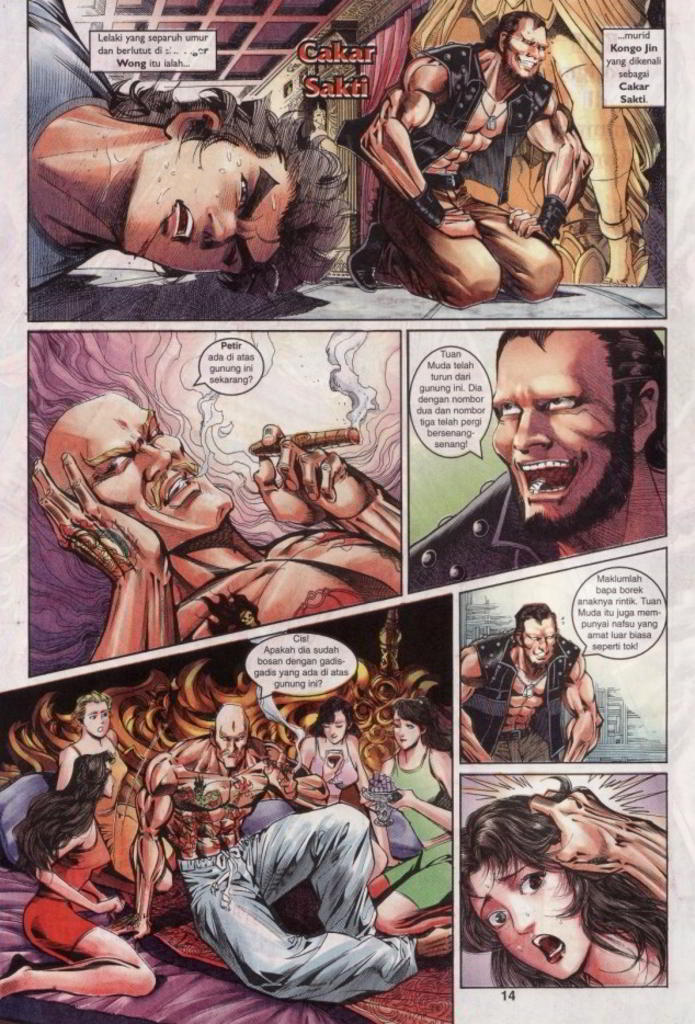 Lelaki yang separuh umur
dan berlutut di
Wong itu ialah...
Cakar
Sakti
...murid
Kongo Jin
yang dikenali
sebagai
Cakar
Sakti.
Petir
ada di atas
gunung ini
sekarang?
Tuan
Muda telah
turun dari
gunung ini. Dia
dengan nombor
dua dan nombor
tiga telah pergi
bersenang-
senang!
Maklumlah
bapa borek
anaknya rintik. Tuan
Muda itu juga mem-
punyai nafsu yang
amat luar biasa
seperti tok!
Cis!
Apakah dia sudah
bosan dengan gadis-
gadis yang ada di atas
gunung ini?
14